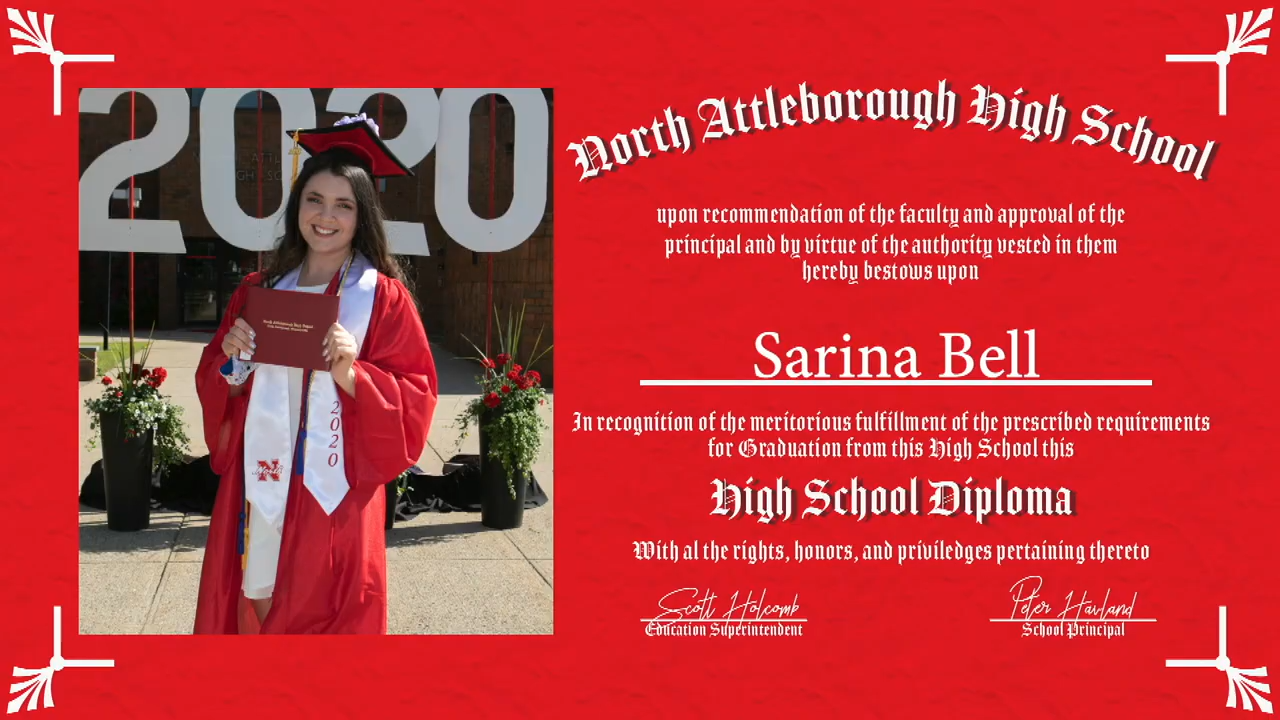 2020
North Attleborough High School
upon recommendation of the faculty and approval of the
principal and by virtue of the authority vested in them
hereby bestows upon
Sarina Bell
In recognition of the meritorious fulfillment of the prescribed requirements
for Graduation from this High School this
High School Diploma
With al the rights, honors, and priviledges pertaining thereto
Scott Holcomb
Education Superintendent
Peter Havland
School Principal
2020
North